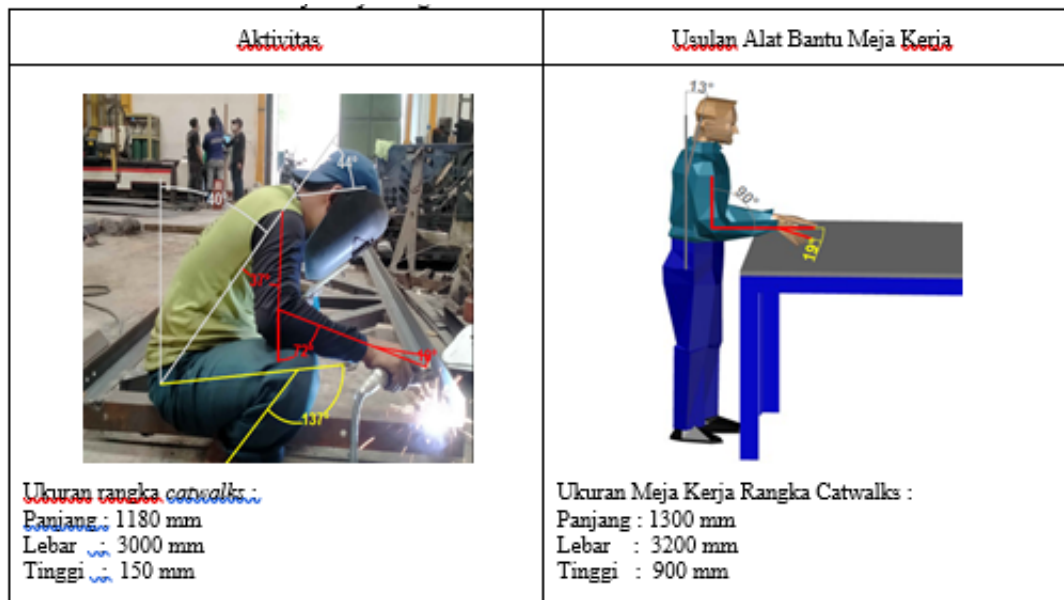 Aktivitas
Usulan Alat Bantu Meja Kerja
44°
40°
37°
72°
19°
137°
13°
90°
19°
Ukuran rangka catwalks :
Panjang : 1180 mm
Lebar : 3000 mm
Tinggi : 150 mm
Ukuran Meja Kerja Rangka Catwalks :
Panjang : 1300 mm
Lebar : 3200 mm
Tinggi : 900 mm